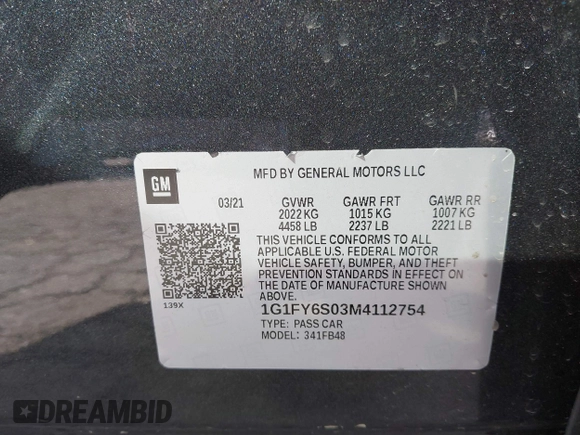 GM
MFD BY GENERAL MOTORS LLC
03/21 GVWR GAWR FRT GAWR RR
2022 KG 1015 KG 1007 KG
4458 LB 2237 LB 2221 LB
THIS VEHICLE CONFORMS TO ALL
APPLICABLE U.S. FEDERAL MOTOR
VEHICLE SAFETY, BUMPER, AND THEFT
PREVENTION STANDARDS IN EFFECT ON
THE DATE OF MANUFACTURE SHOWN ABOVE.
139X
1G1FY6S03M4112754
TYPE: PASS CAR
MODEL: 341FB48
DREAMBID